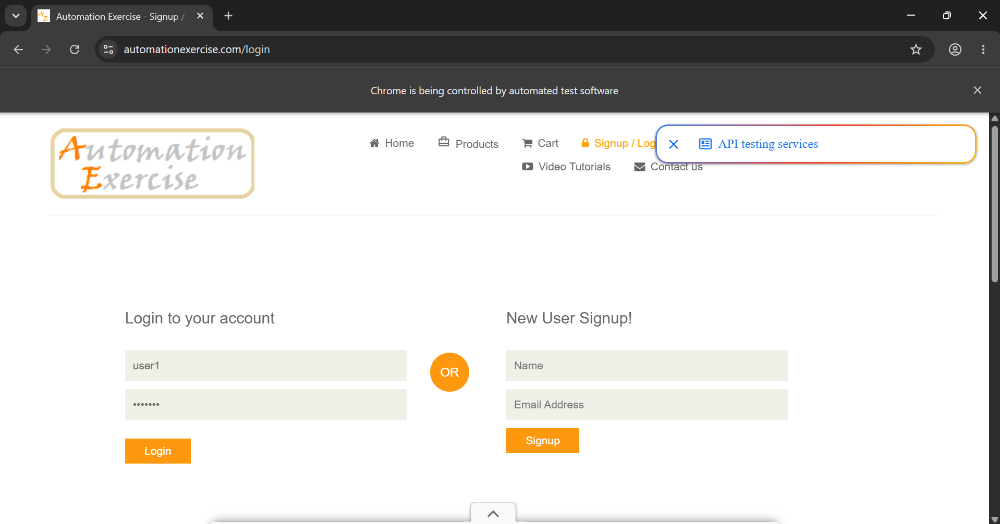 Automation Exercise - Signup /
automationexercise.com/login
Chrome is being controlled by automated test software
Automation
Exercise
Home
Products
Cart
Signup / Log
API testing services
Video Tutorials
Contact us
Login to your account
user1
•••••••
Login
OR
New User Signup!
Name
Email Address
Signup